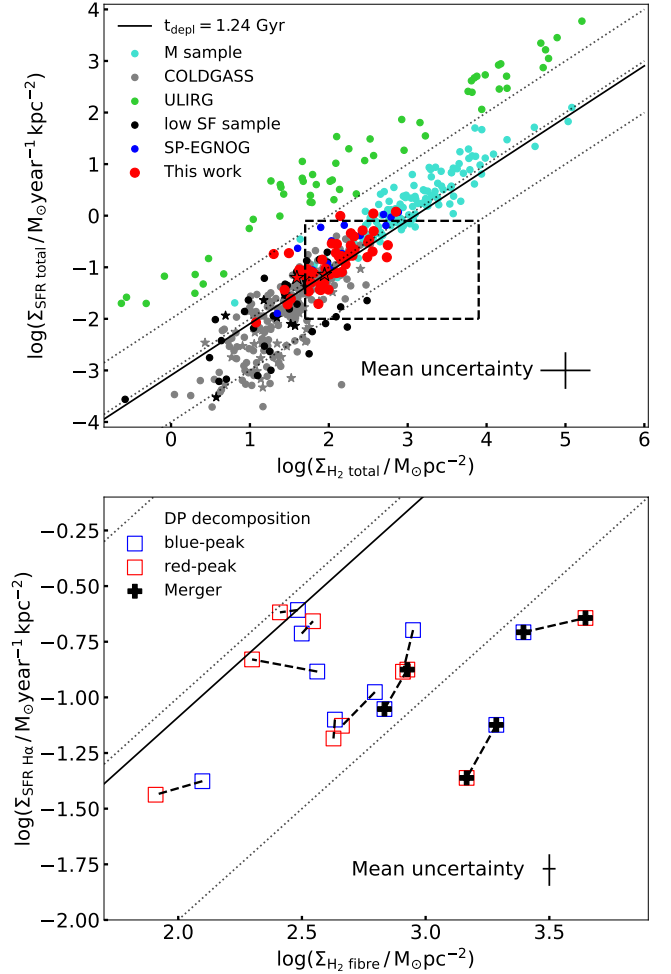 4
3
2
1
0
−1
−2
−3
−4
log(Σ_SFR total / M⊙year⁻¹ kpc⁻²)
t_depl = 1.24 Gyr
M sample
COLDGASS
ULIRG
low SF sample
SP-EGNOG
This work
Mean uncertainty
0 1 2 3 4 5 6
log(Σ_H₂ total / M⊙pc⁻²)
−0.25
−0.50
−0.75
−1.00
−1.25
−1.50
−1.75
−2.00
log(Σ_SFR Hα / M⊙year⁻¹ kpc⁻²)
DP decomposition
blue-peak
red-peak
Merger
Mean uncertainty
2.0 2.5 3.0 3.5
log(Σ_H₂ fibre / M⊙pc⁻²)